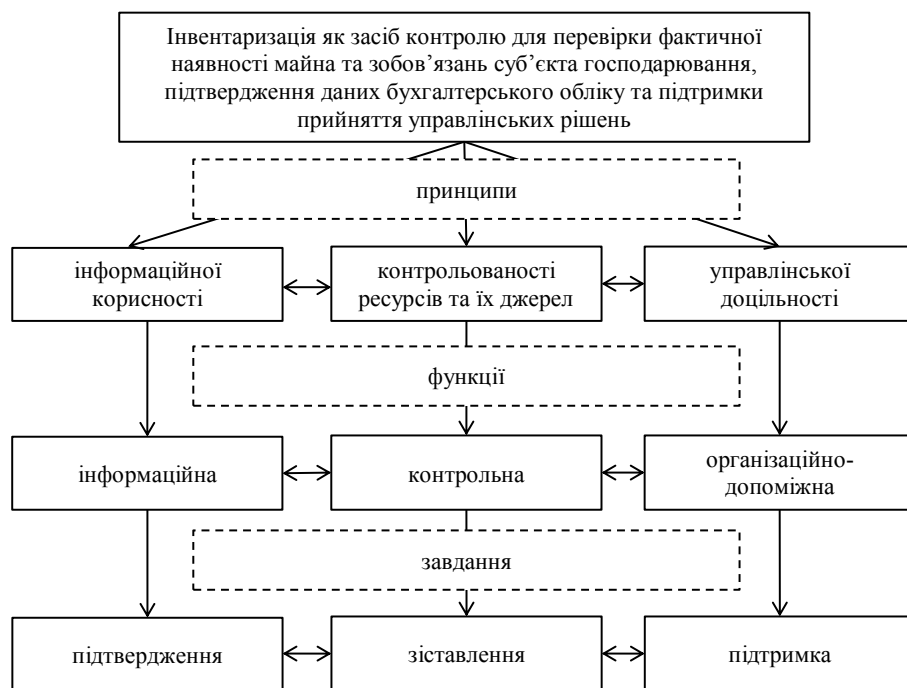 Інвентаризація як засіб контролю для перевірки фактичної
наявності майна та зобов’язань суб’єкта господарювання,
підтвердження даних бухгалтерського обліку та підтримки
прийняття управлінських рішень
принципи
інформаційної
корисності
контрольованості
ресурсів та їх джерел
управлінської
доцільності
функції
інформаційна
контрольна
організаційно-
допоміжна
завдання
підтвердження
зіставлення
підтримка